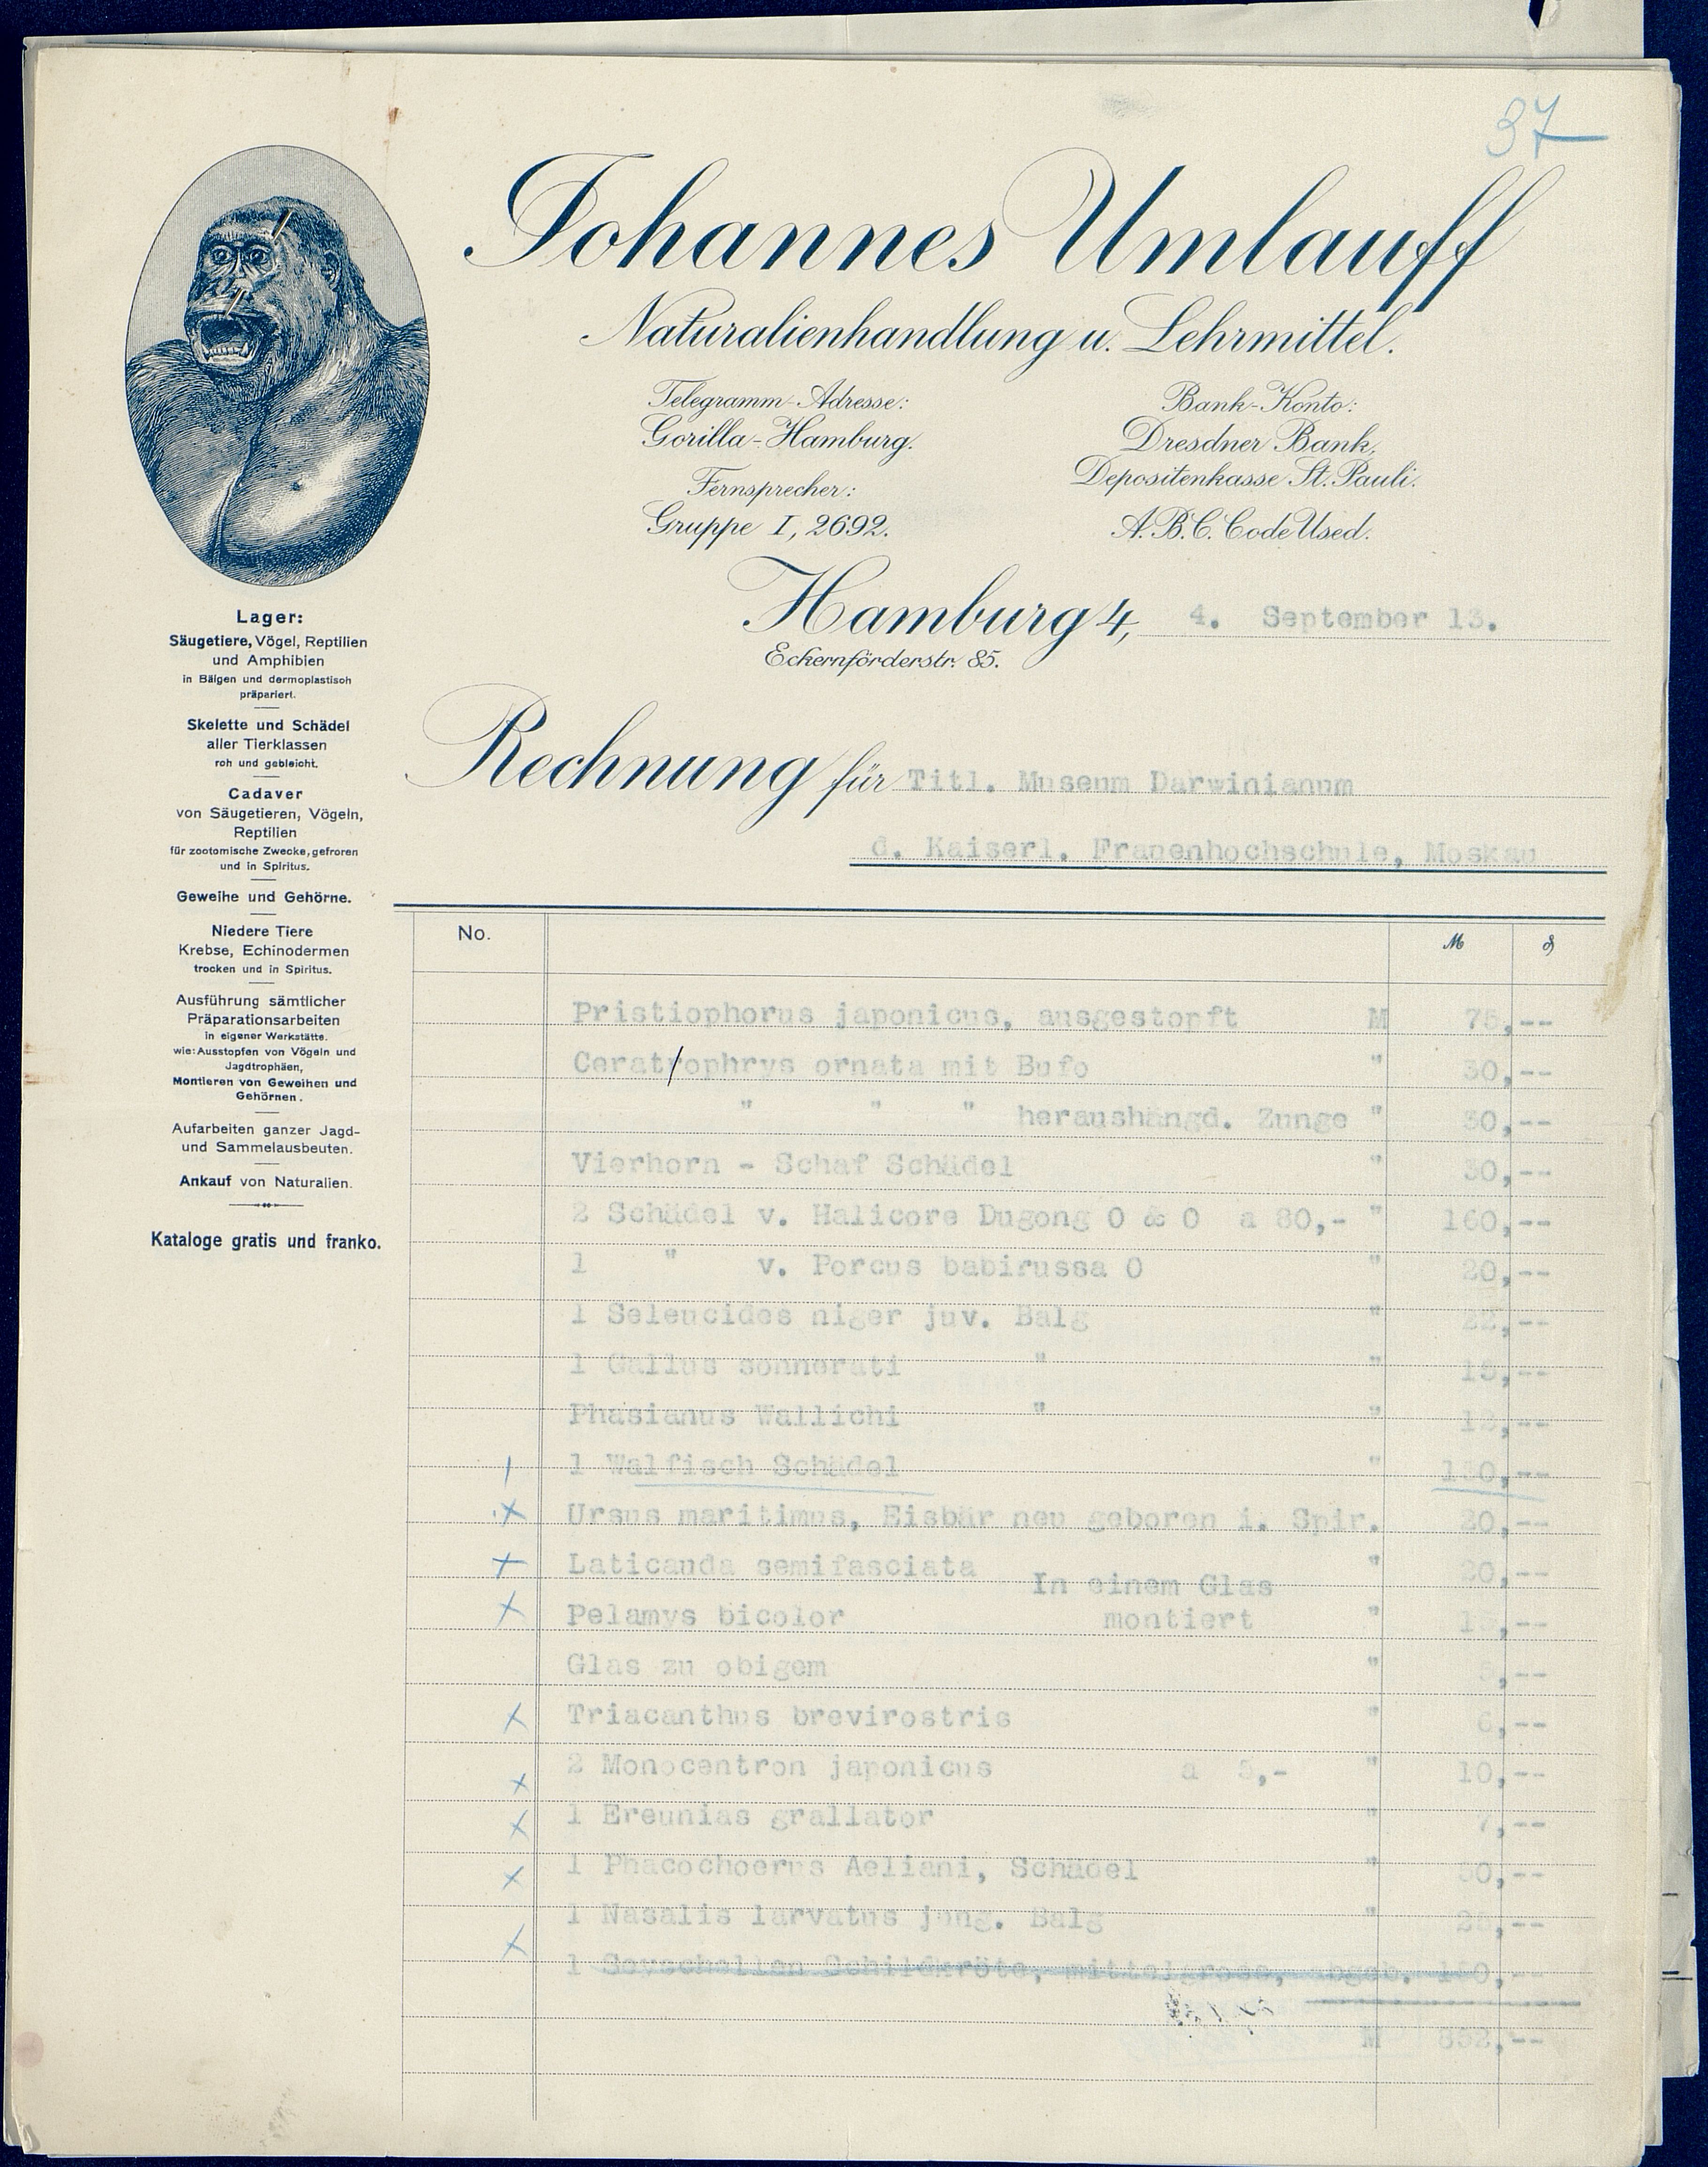 37
Johannes Umlauff
Naturalienhandlung u. Lehrmittel.
Telegramm-Adresse:
Gorilla-Hamburg.
Fernsprecher:
Gruppe I, 2692.
Bank-Konto:
Dresdner Bank,
Depositenkasse St. Pauli.
A.B.C. Code Used.
Hamburg 4, 4. September 13.
Eckernförderstr. 85.
Lager:
Säugetiere, Vögel, Reptilien
und Amphibien
in Bälgen und dermoplastisch
präpariert.
Skelette und Schädel
aller Tierklassen
roh und gebleicht.
Cadaver
von Säugetieren, Vögeln,
Reptilien
für zootomische Zwecke, gefroren
und in Spiritus.
Geweihe und Gehörne.
Niedere Tiere
Krebse, Echinodermen
trocken und in Spiritus.
Ausführung sämtlicher
Präparationsarbeiten
in eigener Werkstätte.
wie: Ausstopfen von Vögeln und
Jagdtrophäen,
Montieren von Geweihen und
Gehörnen.
Aufarbeiten ganzer Jagd-
und Sammelausbeuten.
Ankauf von Naturalien.
Kataloge gratis und franko.
Rechnung für Titl. Museum Darwinianum
d. Kaiserl. Frauenhochschule, Moskau
No. M
Pristiophorus japonicus, ausgestopft M 75,--
Ceratrophrys ornata mit Bufo " 30,--
" " " heraushängd. Zunge " 30,--
Vierhorn - Schaf Schädel " 30,--
2 Schädel v. Halicore Dugong O & O a 80,- " 160,--
1 " v. Porcus babirussa O " 20,--
1 Seleucides niger juv. Balg " 22,--
1 Gallus sonnerati " " 15,--
Phasianus Wallichi " "
1 Walfisch Schädel "
Ursus maritimus, Eisbär neu geboren i. Spir. 20,--
Laticauda semifasciata " 20,--
In einem Glas
Pelamys bicolor montiert "
Glas zu obigem " 5,--
Triacanthus brevirostris " 6,--
2 Monocentron japonicus a 5,- " 10,--
1 Ereunias grallator " 7,--
1 Phacochoerus Aeliani, Schädel "
1 Nasalis larvatus jung. Balg "
1 Seyschellen Schildkröte, mittelgross, abgeb.
M 852,--